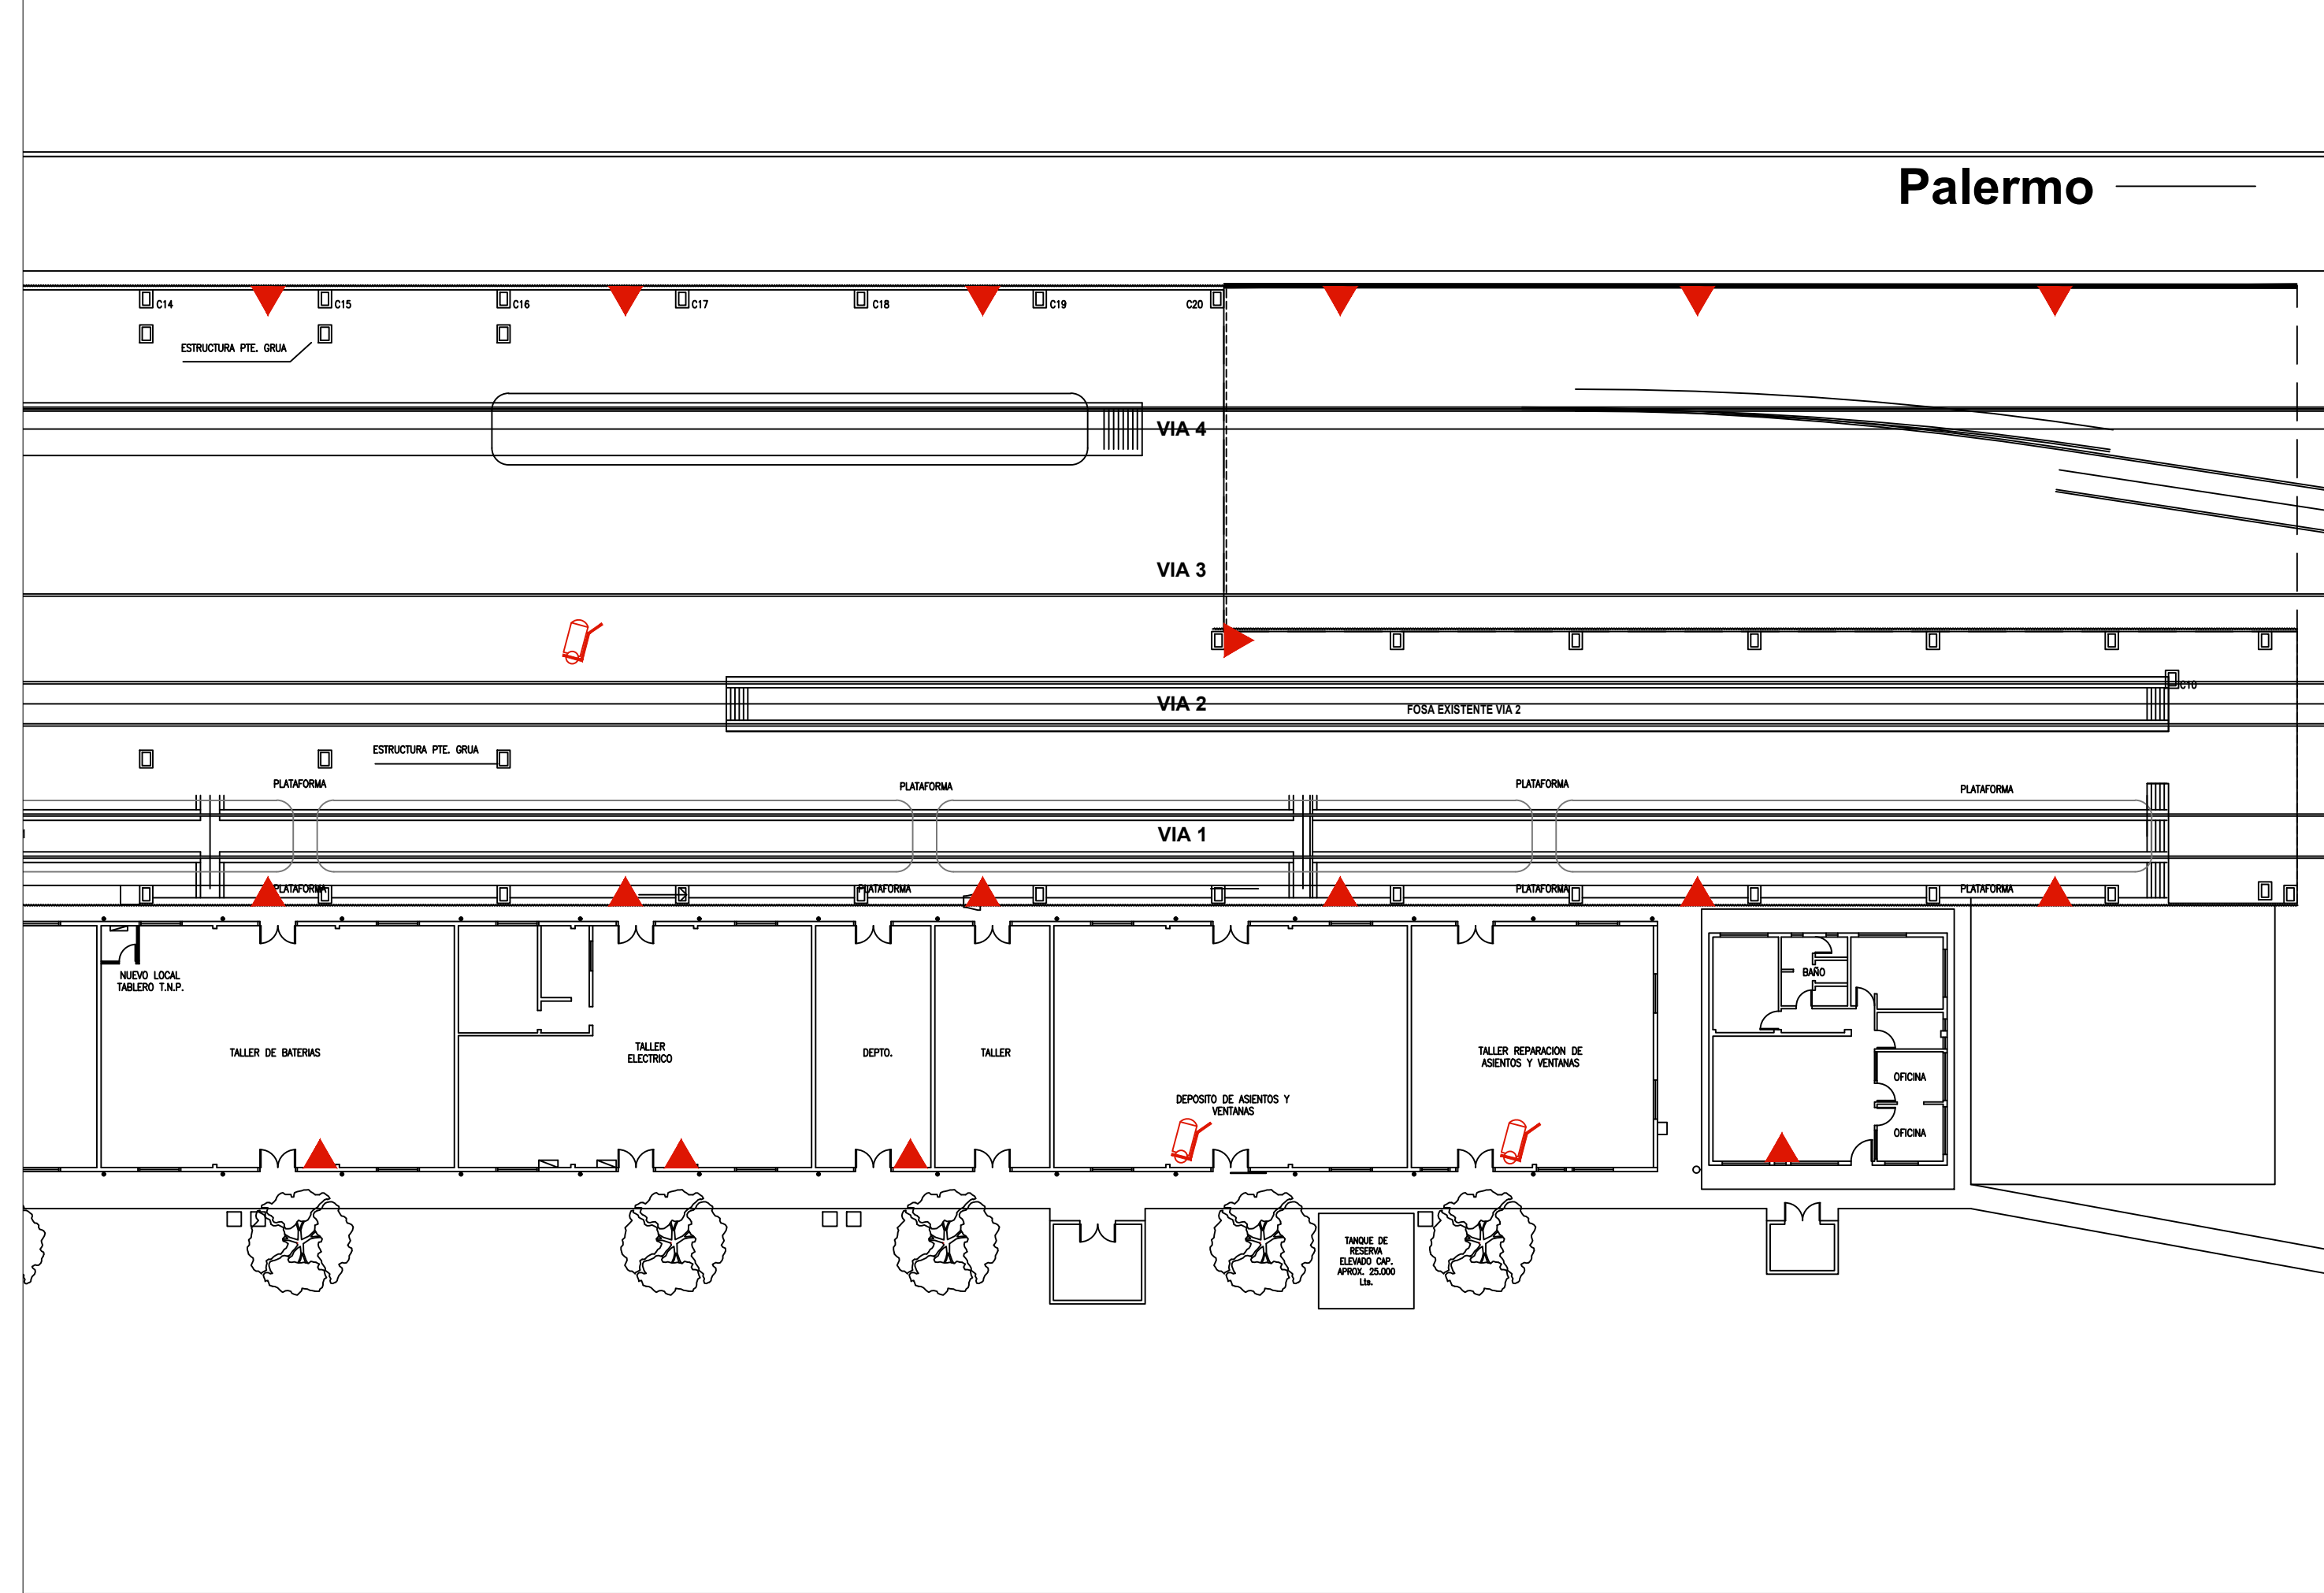 Palermo
C14
C15
C16
C17
C18
C19
C20
ESTRUCTURA PTE. GRUA
VIA 4
VIA 3
C10
VIA 2
FOSA EXISTENTE VIA 2
ESTRUCTURA PTE. GRUA
PLATAFORMA
PLATAFORMA
PLATAFORMA
PLATAFORMA
VIA 1
PLATAFORMA
PLATAFORMA
PLATAFORMA
PLATAFORMA
NUEVO LOCAL
TABLERO T.N.P.
BAÑO
TALLER DE BATERIAS
TALLER
ELECTRICO
DEPTO.
TALLER
TALLER REPARACION DE
ASIENTOS Y VENTANAS
DEPOSITO DE ASIENTOS Y
VENTANAS
OFICINA
OFICINA
TANQUE DE
RESERVA
ELEVADO CAP.
APROX. 25.000
Lts.